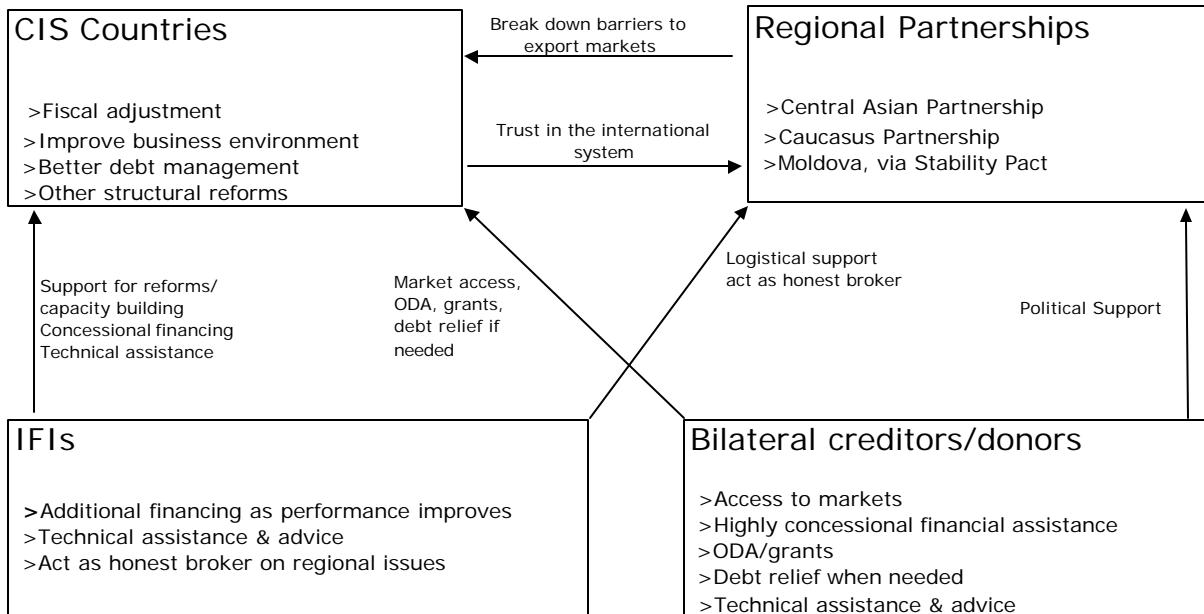 CIS Countries
>Fiscal adjustment
>Improve business environment
>Better debt management
>Other structural reforms
Break down barriers to
export markets
Trust in the international
system
Regional Partnerships
>Central Asian Partnership
>Caucasus Partnership
>Moldova, via Stability Pact
Support for reforms/
capacity building
Concessional financing
Technical assistance
Market access,
ODA, grants,
debt relief if
needed
Logistical support
act as honest broker
Political Support
IFIs
>Additional financing as performance improves
>Technical assistance & advice
>Act as honest broker on regional issues
Bilateral creditors/donors
>Access to markets
>Highly concessional financial assistance
>ODA/grants
>Debt relief when needed
>Technical assistance & advice